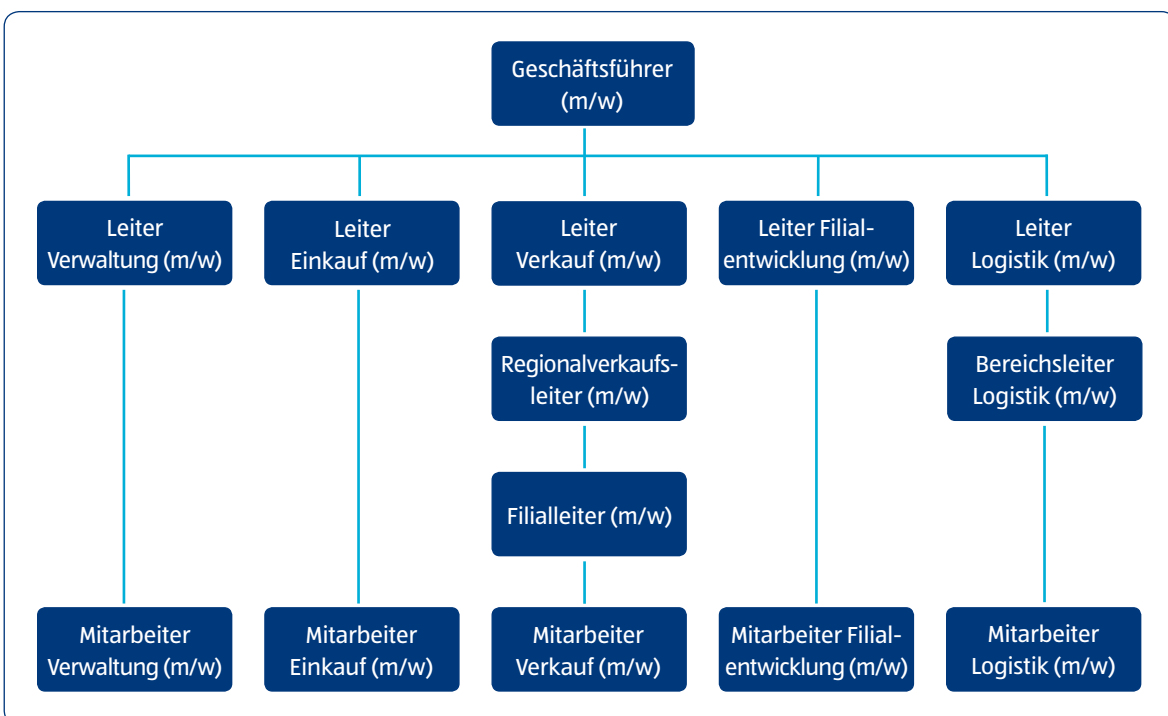 Geschäftsführer
(m/w)
Leiter
Verwaltung (m/w)
Leiter
Einkauf (m/w)
Leiter
Verkauf (m/w)
Leiter Filial-
entwicklung (m/w)
Leiter
Logistik (m/w)
Regionalverkaufs-
leiter (m/w)
Bereichsleiter
Logistik (m/w)
Filialleiter (m/w)
Mitarbeiter
Verwaltung (m/w)
Mitarbeiter
Einkauf (m/w)
Mitarbeiter
Verkauf (m/w)
Mitarbeiter Filial-
entwicklung (m/w)
Mitarbeiter
Logistik (m/w)